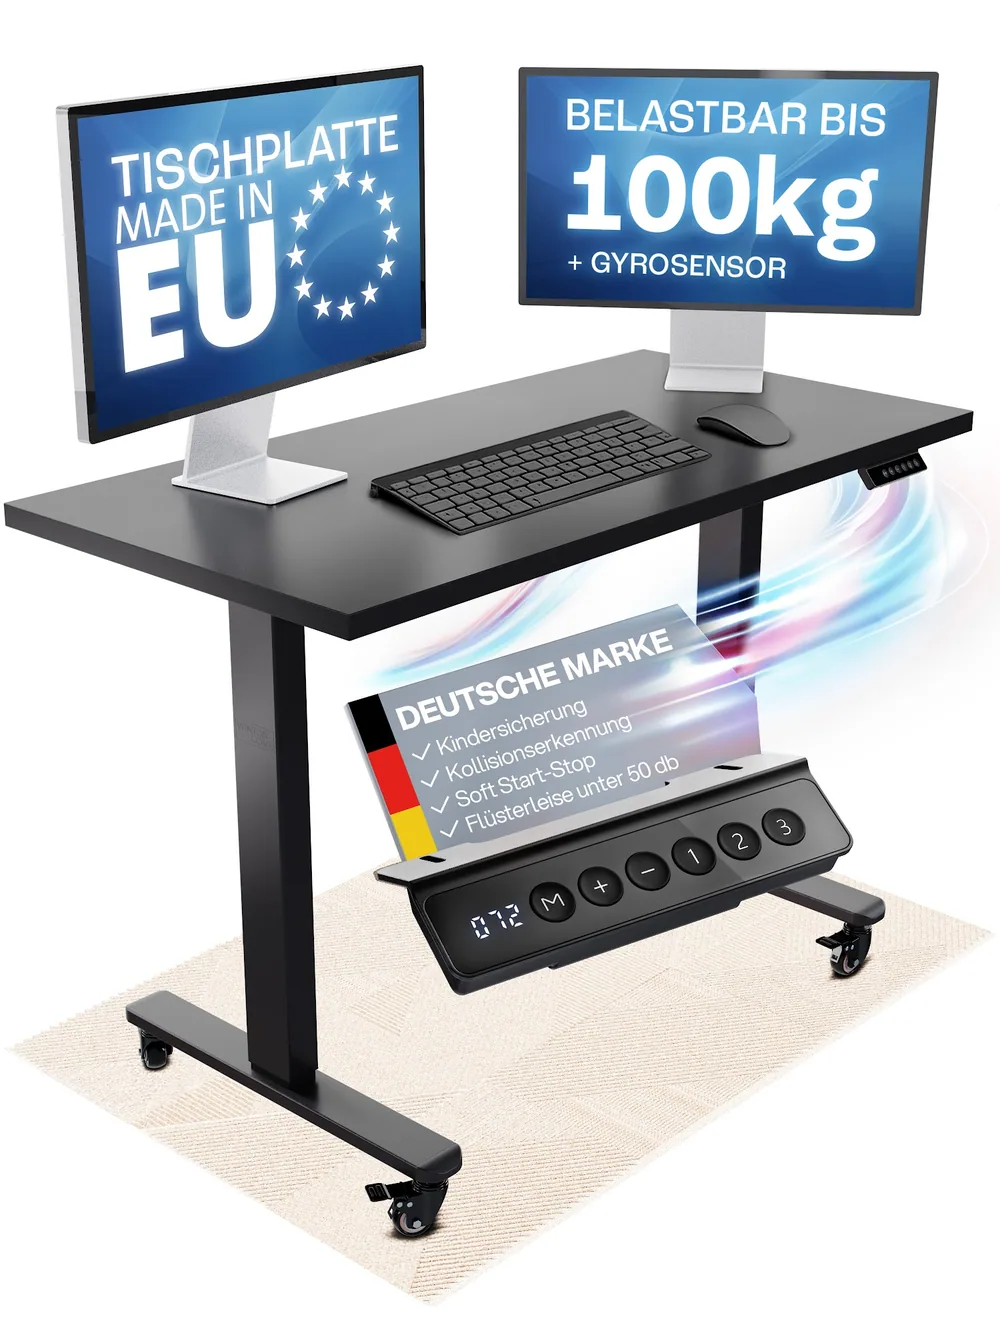 TISCHPLATTE
MADE IN
EU
BELASTBAR BIS
100kg
+ GYROSENSOR
DEUTSCHE MARKE
✓ Kindersicherung
✓ Kollisionserkennung
✓ Soft Start-Stop
✓ Flüsterleise unter 50 db
072 M + − 1 2 3